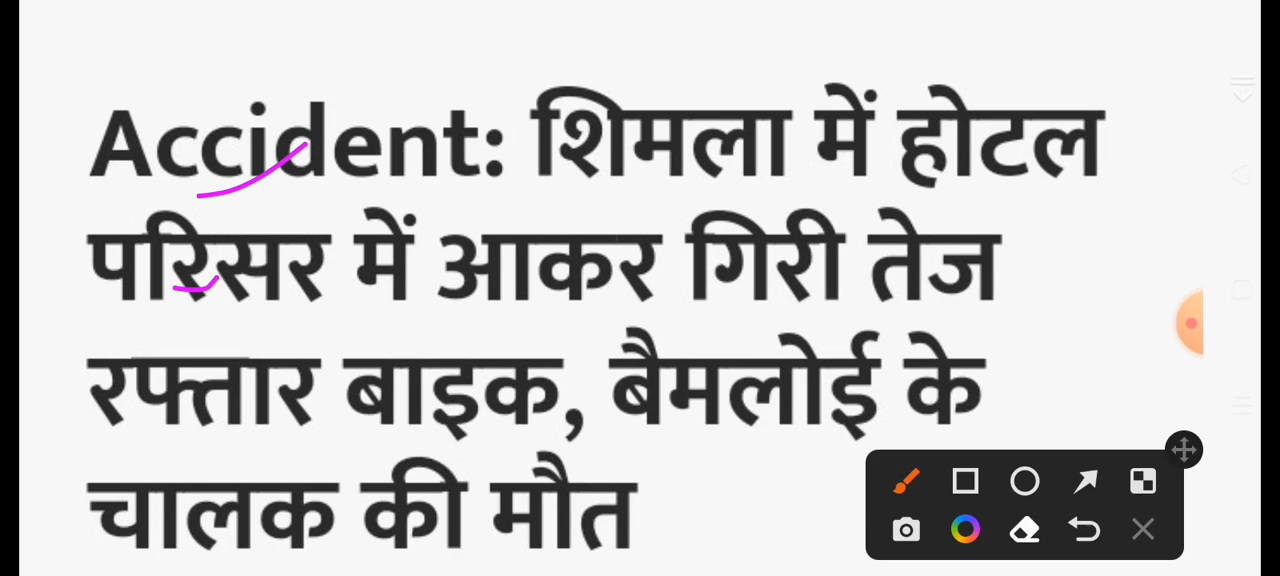 Accident: शिमला में होटल
परिसर में आकर गिरी तेज
रफ्तार बाइक, बैमलोई के
चालक की मौत